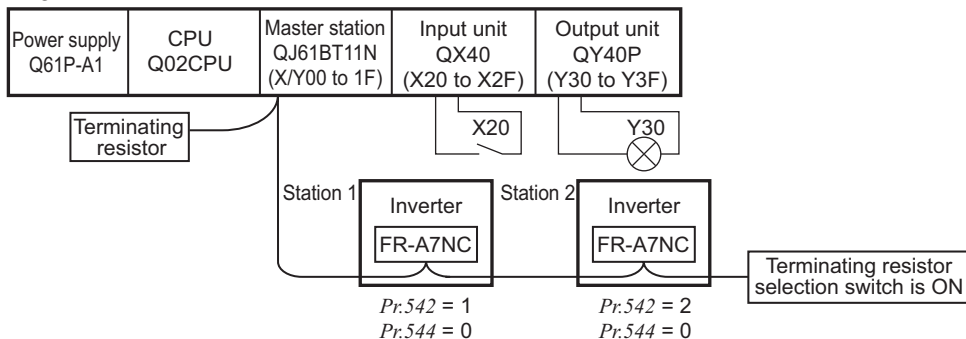 Power supply
Q61P-A1
CPU
Q02CPU
Master station
QJ61BT11N
(X/Y00 to 1F)
Input unit
QX40
(X20 to X2F)
Output unit
QY40P
(Y30 to Y3F)
Terminating
resistor
X20
Y30
Station 1
Inverter
FR-A7NC
Station 2
Inverter
FR-A7NC
Terminating resistor
selection switch is ON
Pr.542 = 1
Pr.544 = 0
Pr.542 = 2
Pr.544 = 0